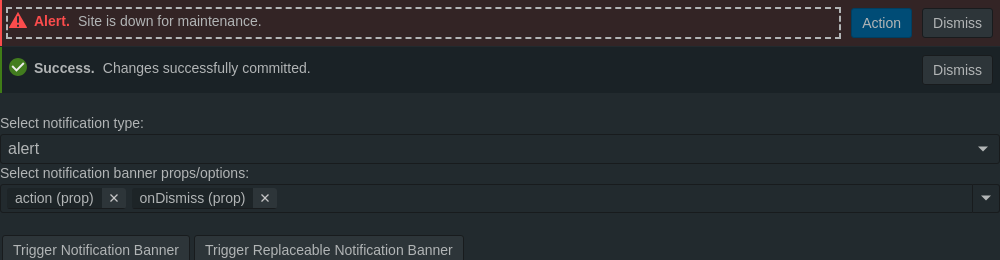 Alert. Site is down for maintenance. Action Dismiss
Success. Changes successfully committed. Dismiss
Select notification type:
alert
Select notification banner props/options:
action (prop) onDismiss (prop)
Trigger Notification Banner Trigger Replaceable Notification Banner